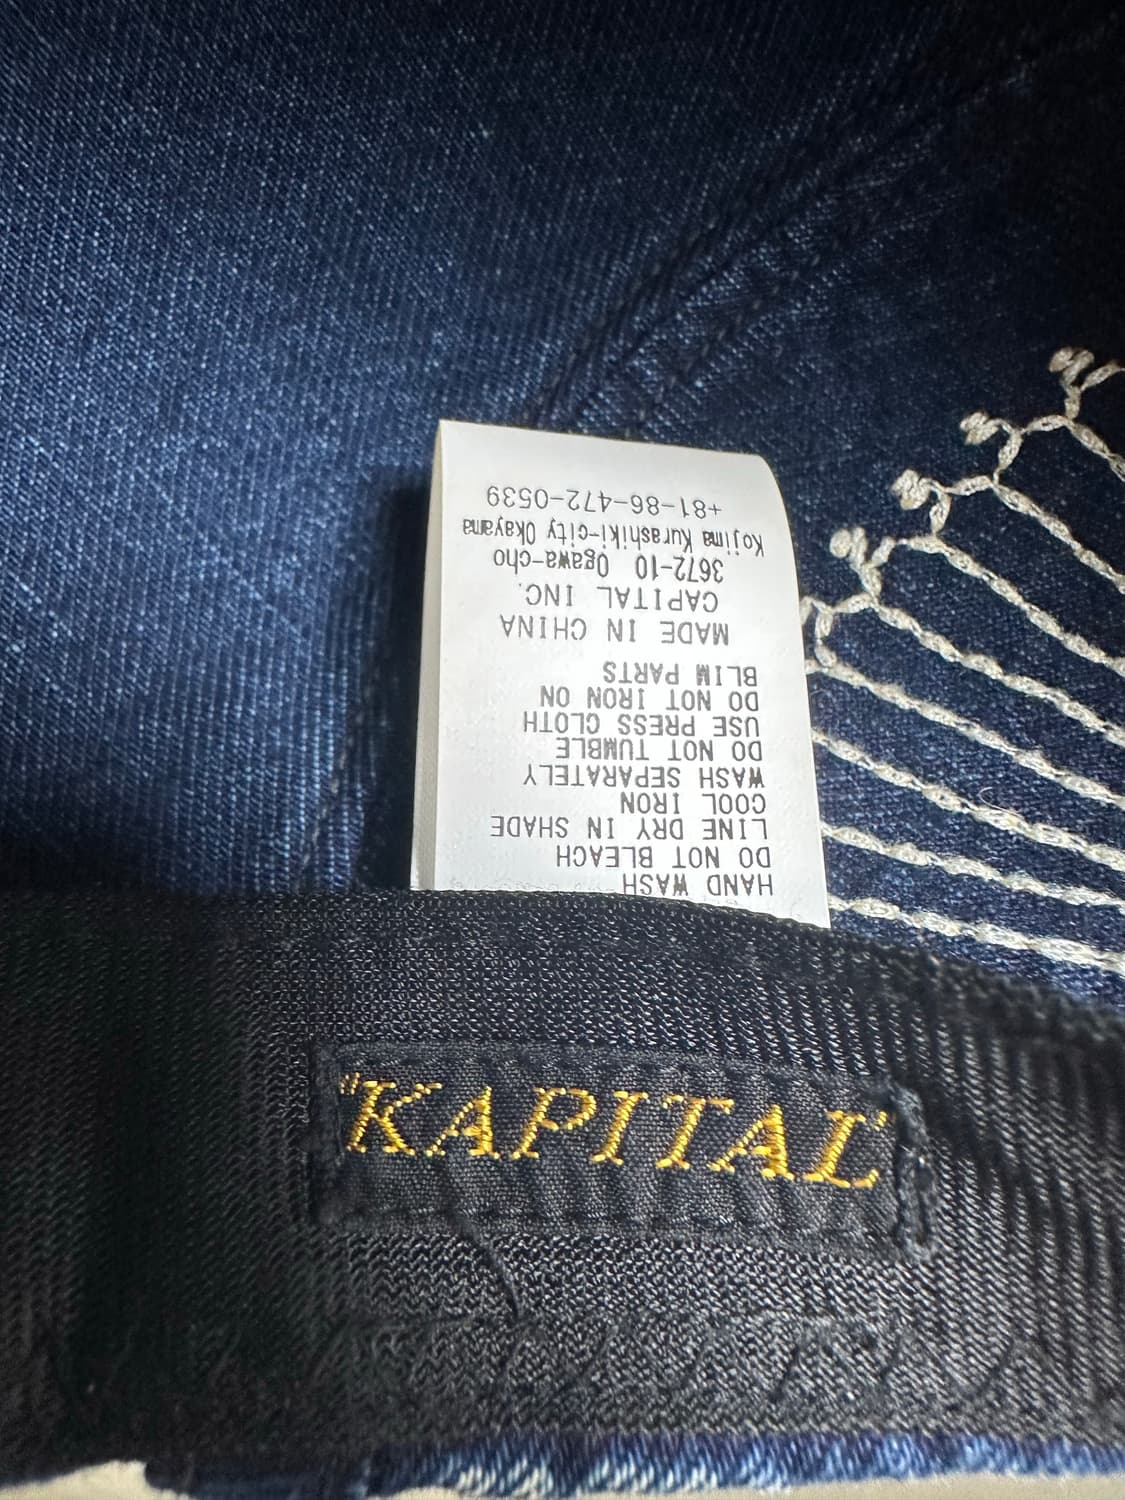 HAND WASH
DO NOT BLEACH
LINE DRY IN SHADE
COOL IRON
WASH SEPARATELY
DO NOT TUMBLE
USE PRESS CLOTH
DO NOT IRON ON
BLIM PARTS
MADE IN CHINA
CAPITAL INC.
3672-10 Ogawa-cho
Kojima Kurashiki-city Okayama
+81-86-472-0539
"KAPITAL"